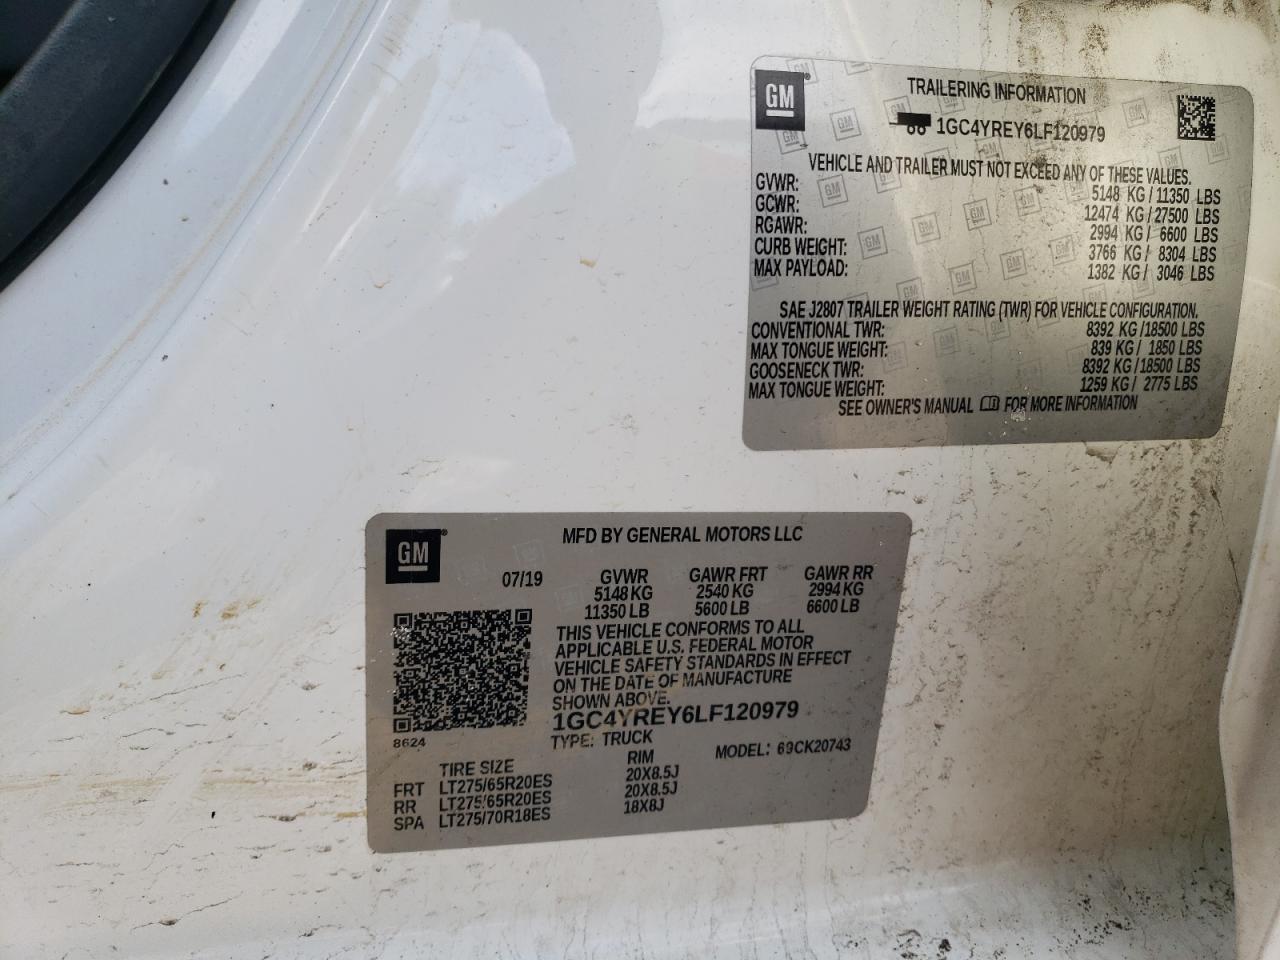 GM
TRAILERING INFORMATION
1GC4YREY6LF120979
VEHICLE AND TRAILER MUST NOT EXCEED ANY OF THESE VALUES.
GVWR: 5148 KG / 11350 LBS
GCWR: 12474 KG / 27500 LBS
RGAWR: 2994 KG / 6600 LBS
CURB WEIGHT: 3766 KG / 8304 LBS
MAX PAYLOAD: 1382 KG / 3046 LBS
SAE J2807 TRAILER WEIGHT RATING (TWR) FOR VEHICLE CONFIGURATION.
CONVENTIONAL TWR: 8392 KG /18500 LBS
MAX TONGUE WEIGHT: 839 KG / 1850 LBS
GOOSENECK TWR: 8392 KG /18500 LBS
MAX TONGUE WEIGHT: 1259 KG / 2775 LBS
SEE OWNER'S MANUAL FOR MORE INFORMATION
GM
MFD BY GENERAL MOTORS LLC
07/19 GVWR GAWR FRT GAWR RR
5148 KG 2540 KG 2994 KG
11350 LB 5600 LB 6600 LB
THIS VEHICLE CONFORMS TO ALL
APPLICABLE U.S. FEDERAL MOTOR
VEHICLE SAFETY STANDARDS IN EFFECT
ON THE DATE OF MANUFACTURE
SHOWN ABOVE.
1GC4YREY6LF120979
8624
TYPE: TRUCK MODEL: 69CK20743
TIRE SIZE RIM
FRT LT275/65R20ES 20X8.5J
RR LT275/65R20ES 20X8.5J
SPA LT275/70R18ES 18X8J